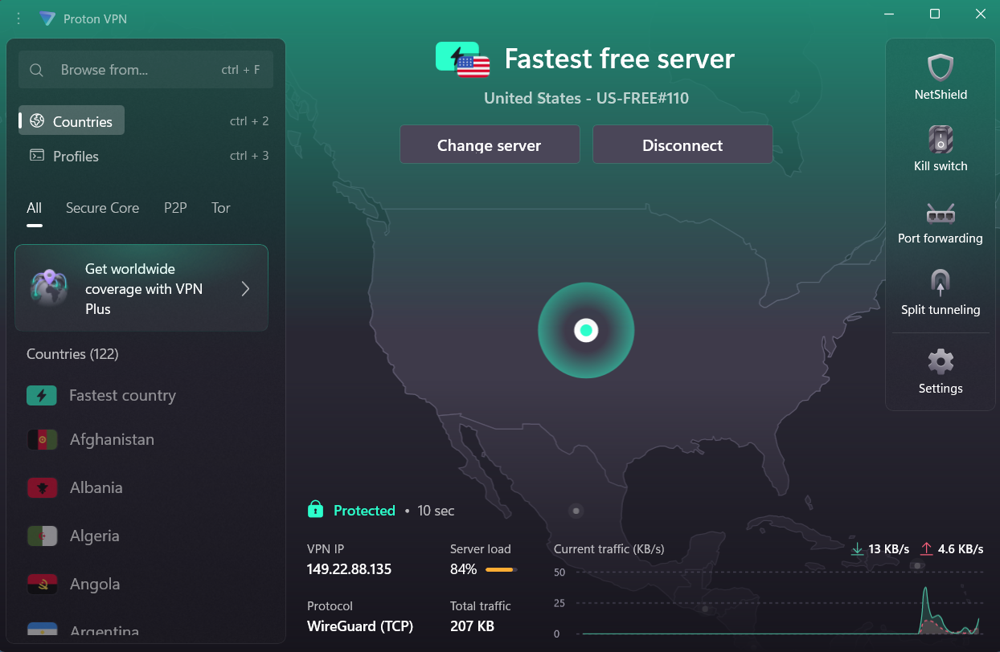 Proton VPN
Browse from...
ctrl + F
Countries
ctrl + 2
Profiles
ctrl + 3
All Secure Core P2P Tor
Get worldwide
coverage with VPN
Plus
Countries (122)
Fastest country
Afghanistan
Albania
Algeria
Angola
Argentina
Fastest free server
United States - US-FREE#110
Change server
Disconnect
Protected • 10 sec
VPN IP
149.22.88.135
Server load
84%
Protocol
WireGuard (TCP)
Total traffic
207 KB
Current traffic (KB/s)
13 KB/s
4.6 KB/s
50
25
0
NetShield
Kill switch
Port forwarding
Split tunneling
Settings